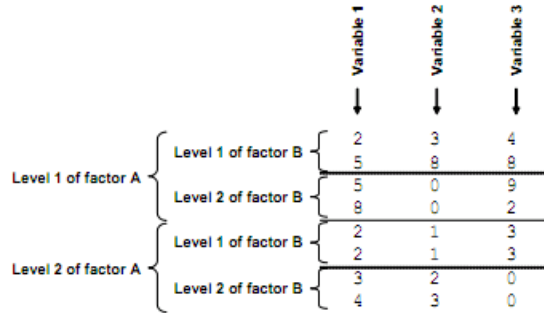 Variable 1 Variable 2 Variable 3
2 3 4
Level 1 of factor B
5 8 8
Level 1 of factor A
5 0 9
Level 2 of factor B
8 0 2
2 1 3
Level 1 of factor B
2 1 3
Level 2 of factor A
3 2 0
Level 2 of factor B
4 3 0